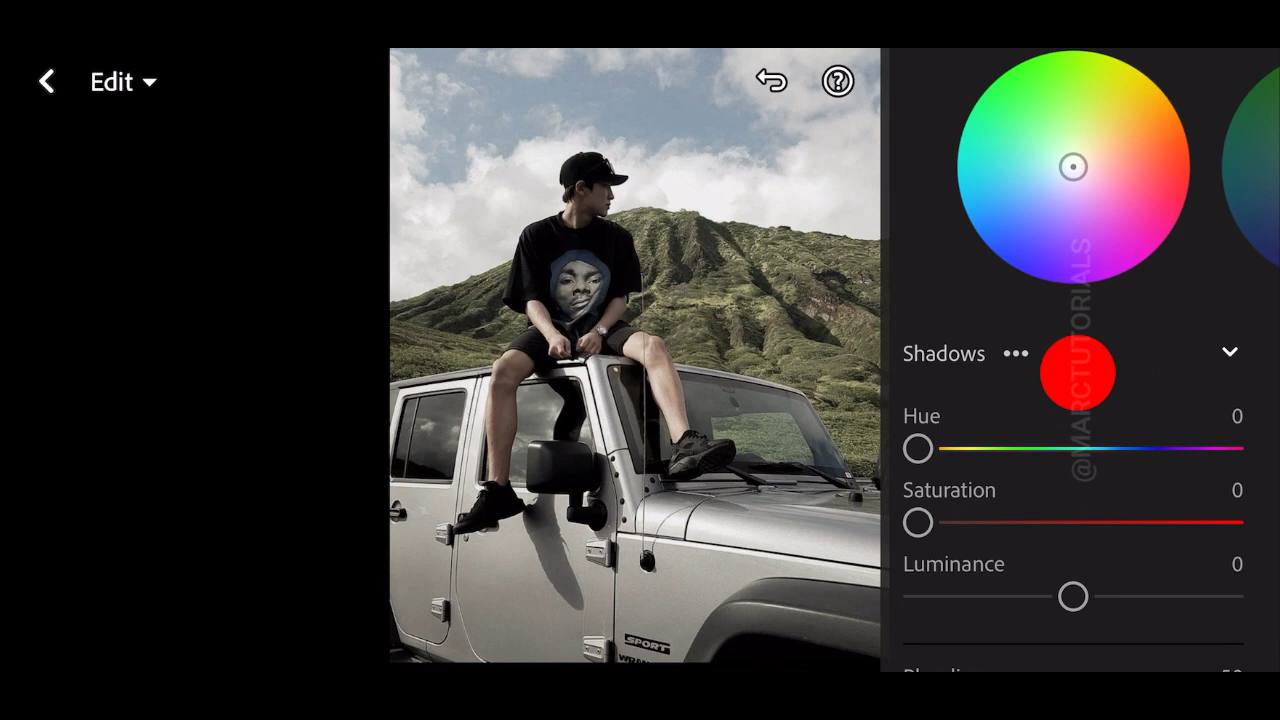 Edit
Shadows
Hue 0
Saturation 0
Luminance 0
@MARCTUTORIALS
SPORT